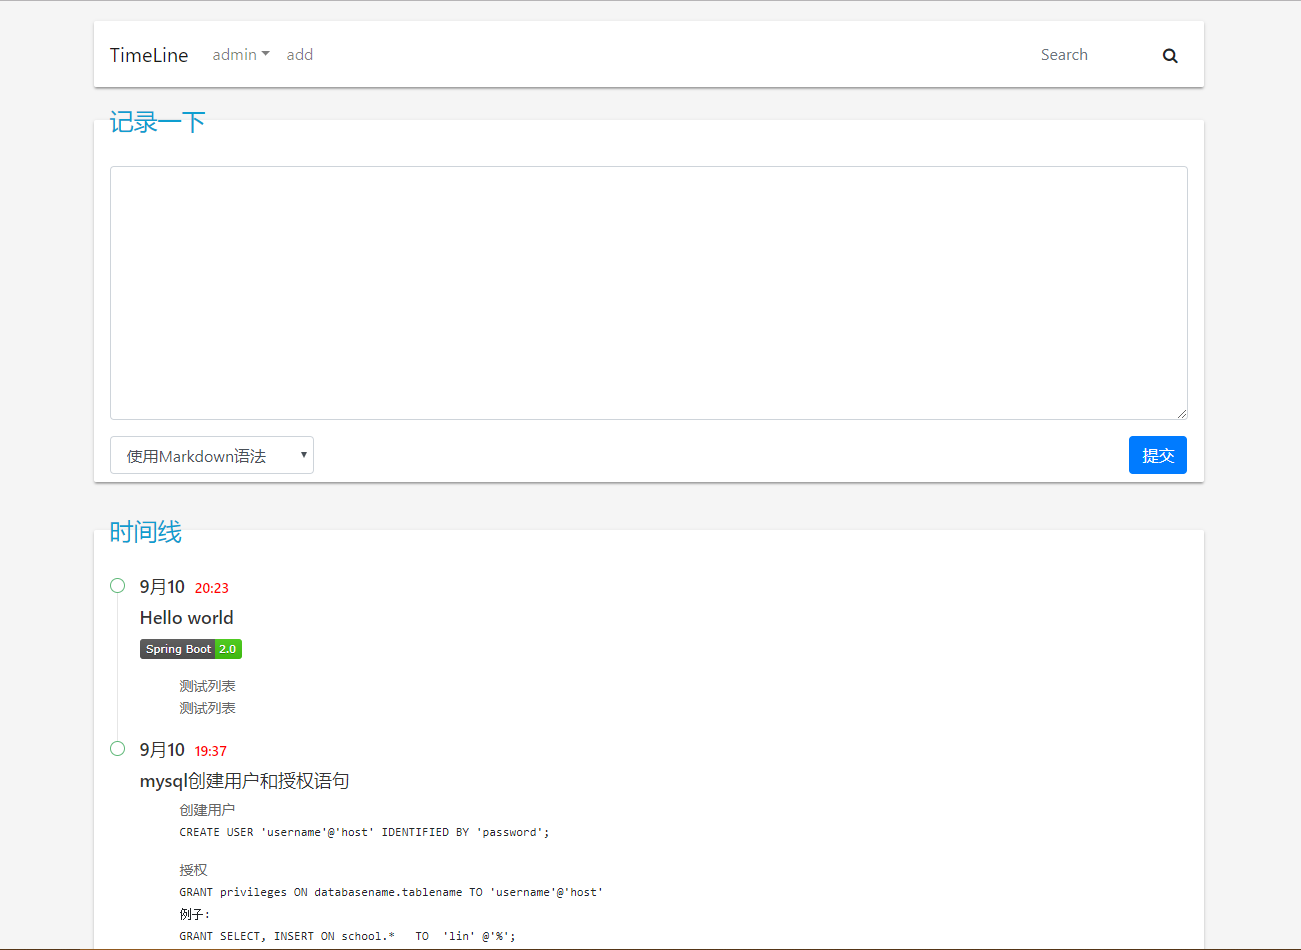 TimeLine admin add Search
记录一下
使用Markdown语法 提交
时间线
9月10 20:23
Hello world
Spring Boot 2.0
测试列表
测试列表
9月10 19:37
mysql创建用户和授权语句
创建用户
CREATE USER 'username'@'host' IDENTIFIED BY 'password';
授权
GRANT privileges ON databasename.tablename TO 'username'@'host'
例子:
GRANT SELECT, INSERT ON school.* TO 'lin' @'%';